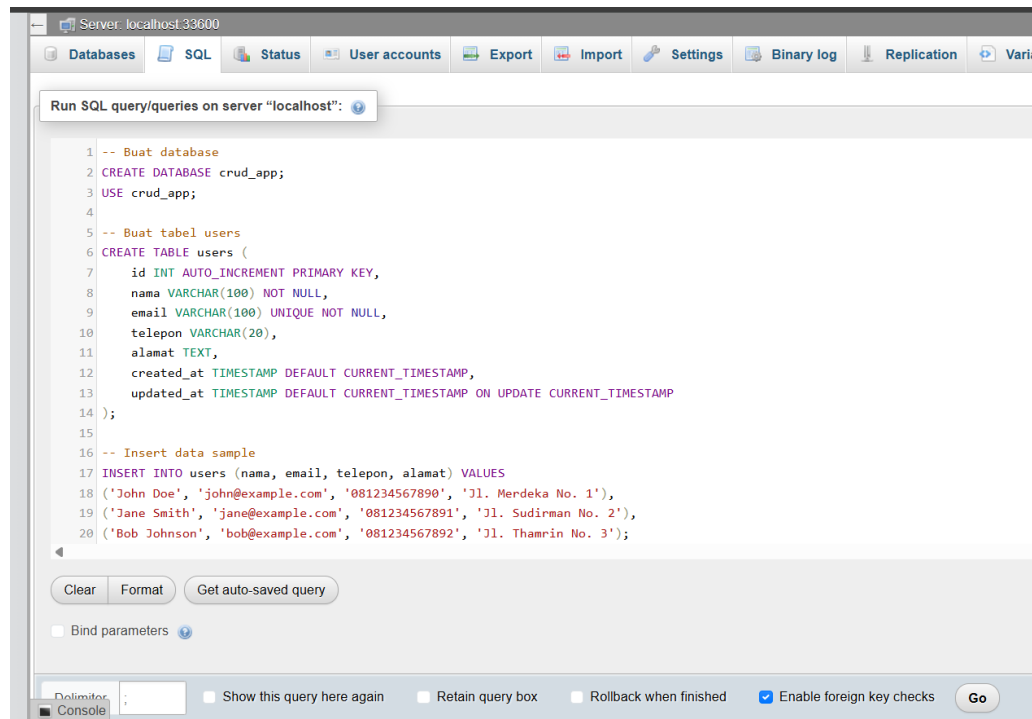 Server: localhost:33600
Databases SQL Status User accounts Export Import Settings Binary log Replication Varia
Run SQL query/queries on server “localhost”:
1 -- Buat database
2 CREATE DATABASE crud_app;
3 USE crud_app;
4
5 -- Buat tabel users
6 CREATE TABLE users (
7 id INT AUTO_INCREMENT PRIMARY KEY,
8 nama VARCHAR(100) NOT NULL,
9 email VARCHAR(100) UNIQUE NOT NULL,
10 telepon VARCHAR(20),
11 alamat TEXT,
12 created_at TIMESTAMP DEFAULT CURRENT_TIMESTAMP,
13 updated_at TIMESTAMP DEFAULT CURRENT_TIMESTAMP ON UPDATE CURRENT_TIMESTAMP
14 );
15
16 -- Insert data sample
17 INSERT INTO users (nama, email, telepon, alamat) VALUES
18 ('John Doe', 'john@example.com', '081234567890', 'Jl. Merdeka No. 1'),
19 ('Jane Smith', 'jane@example.com', '081234567891', 'Jl. Sudirman No. 2'),
20 ('Bob Johnson', 'bob@example.com', '081234567892', 'Jl. Thamrin No. 3');
Clear Format Get auto-saved query
Bind parameters
Delimiter ; Show this query here again Retain query box Rollback when finished Enable foreign key checks Go
Console